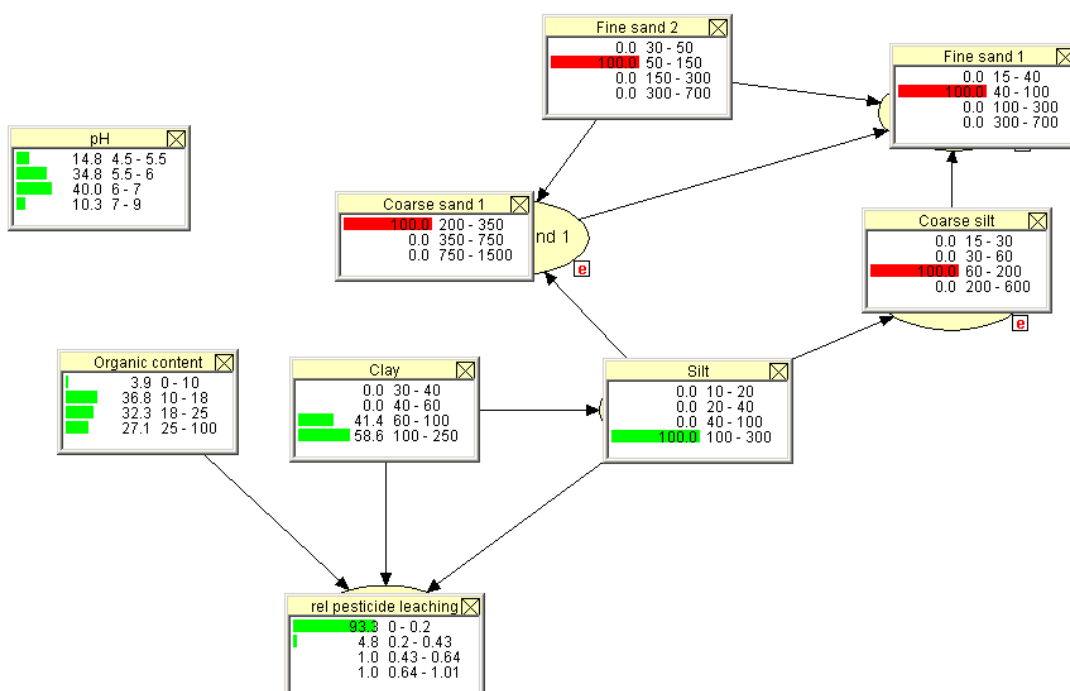 Fine sand 2
0.0 30 - 50
100.0 50 - 150
0.0 150 - 300
0.0 300 - 700
Fine sand 1
0.0 15 - 40
100.0 40 - 100
0.0 100 - 300
0.0 300 - 700
pH
14.8 4.5 - 5.5
34.8 5.5 - 6
40.0 6 - 7
10.3 7 - 9
Coarse sand 1
100.0 200 - 350
0.0 350 - 750
0.0 750 - 1500
nd 1
e
Coarse silt
0.0 15 - 30
0.0 30 - 60
100.0 60 - 200
0.0 200 - 600
e
Organic content
3.9 0 - 10
36.8 10 - 18
32.3 18 - 25
27.1 25 - 100
Clay
0.0 30 - 40
0.0 40 - 60
41.4 60 - 100
58.6 100 - 250
Silt
0.0 10 - 20
0.0 20 - 40
0.0 40 - 100
100.0 100 - 300
rel pesticide leaching
93.3 0 - 0.2
4.8 0.2 - 0.43
1.0 0.43 - 0.64
1.0 0.64 - 1.01